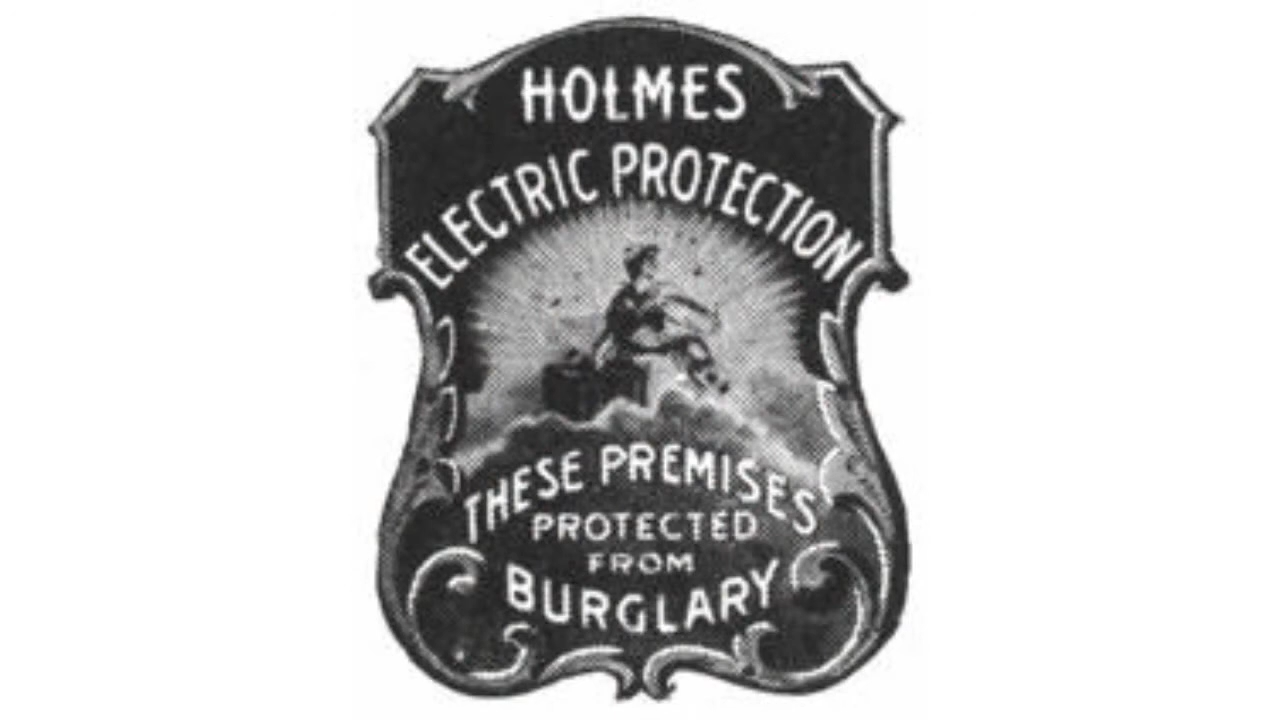 HOLMES
ELECTRIC PROTECTION
THESE PREMISES
PROTECTED
FROM
BURGLARY